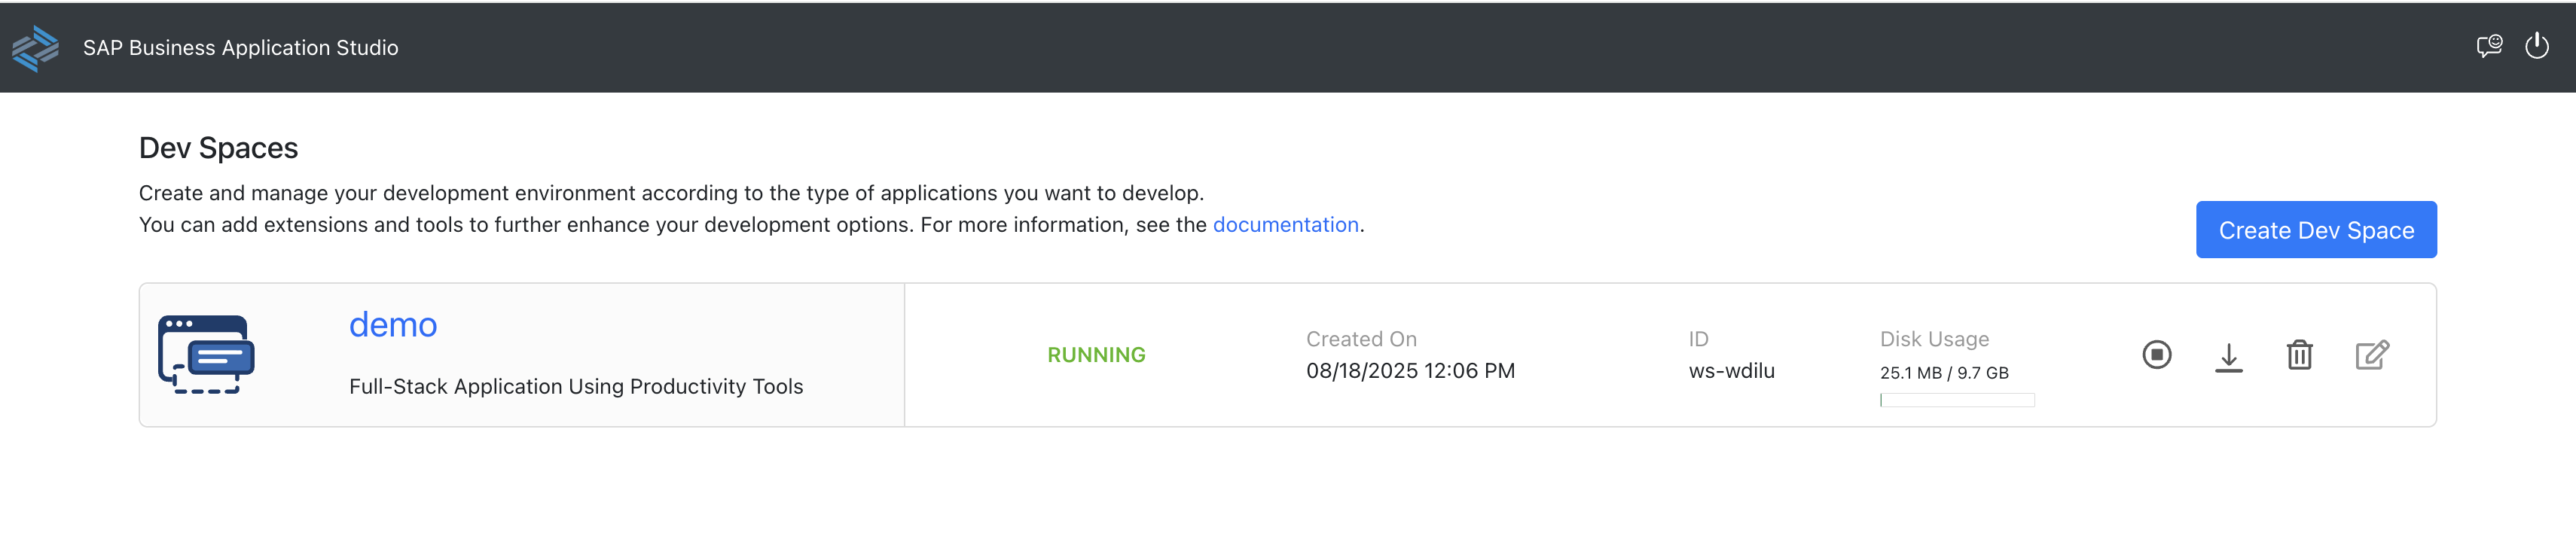 SAP Business Application Studio
Dev Spaces
Create and manage your development environment according to the type of applications you want to develop.
You can add extensions and tools to further enhance your development options. For more information, see the documentation.
Create Dev Space
demo
Full-Stack Application Using Productivity Tools
RUNNING
Created On
08/18/2025 12:06 PM
ID
ws-wdilu
Disk Usage
25.1 MB / 9.7 GB